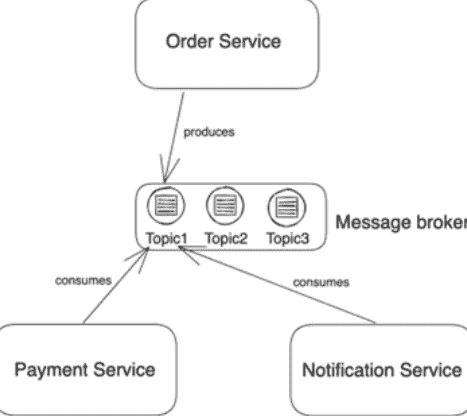 Order Service
produces
Topic1 Topic2 Topic3
Message broker
consumes
consumes
Payment Service
Notification Service